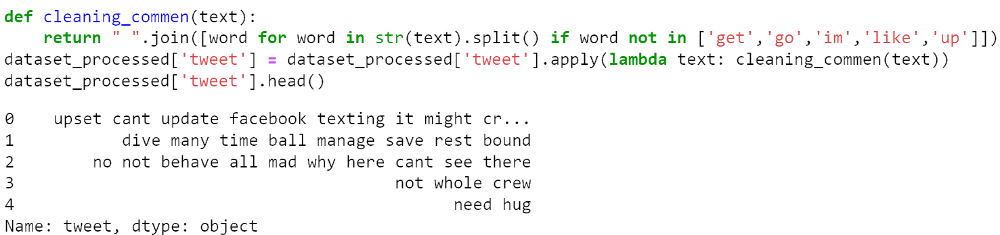 def cleaning_commen(text):
    return " ".join([word for word in str(text).split() if word not in ['get','go','im','like','up']])
dataset_processed['tweet'] = dataset_processed['tweet'].apply(lambda text: cleaning_commen(text))
dataset_processed['tweet'].head()
0    upset cant update facebook texting it might cr...
1           dive many time ball manage save rest bound
2        no not behave all mad why here cant see there
3                                       not whole crew
4                                             need hug
Name: tweet, dtype: object